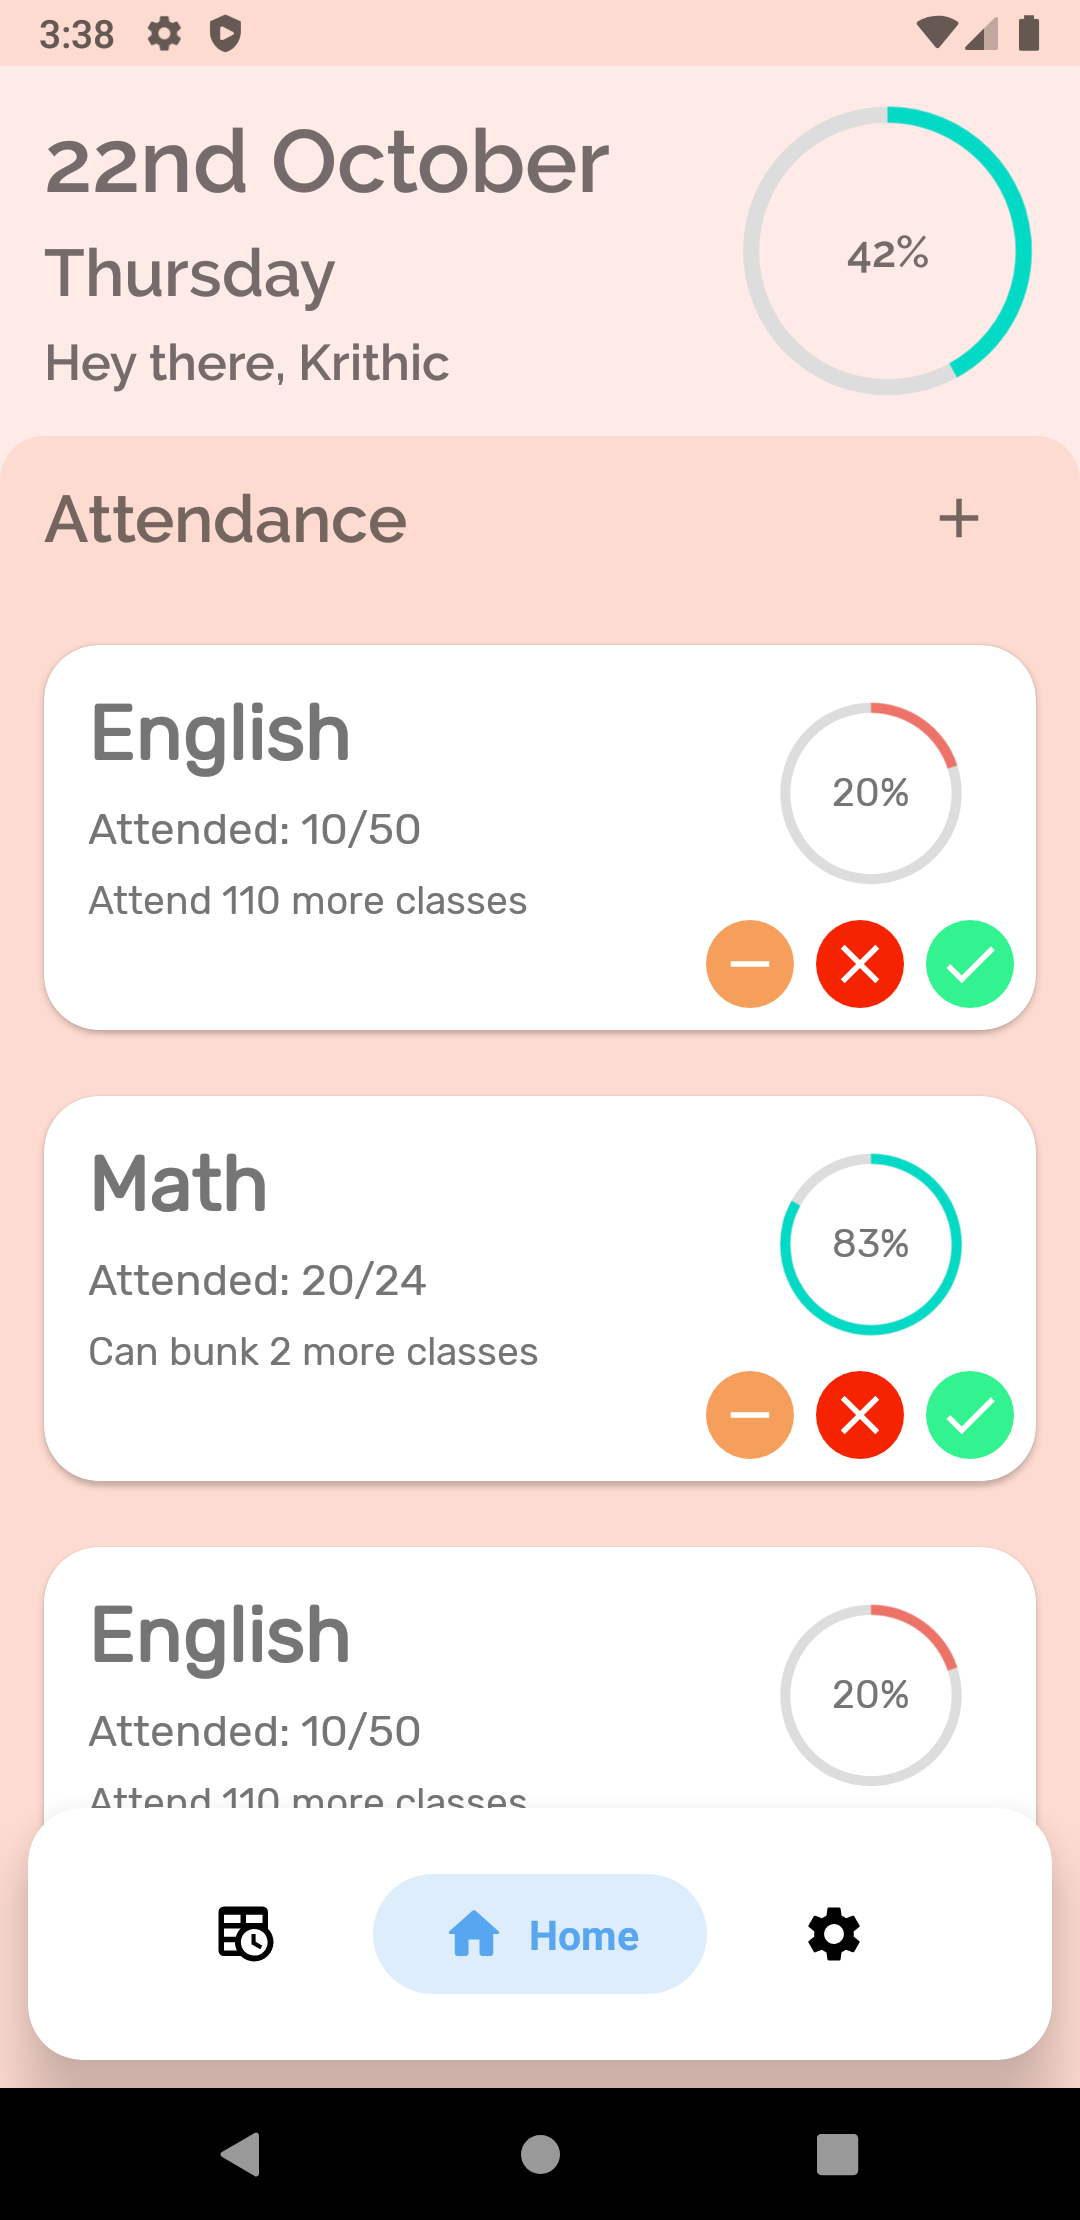 3:38
22nd October
Thursday
Hey there, Krithic
42%
Attendance
English
Attended: 10/50
Attend 110 more classes
20%
Math
Attended: 20/24
Can bunk 2 more classes
83%
English
Attended: 10/50
Attend 110 more classes
20%
Home